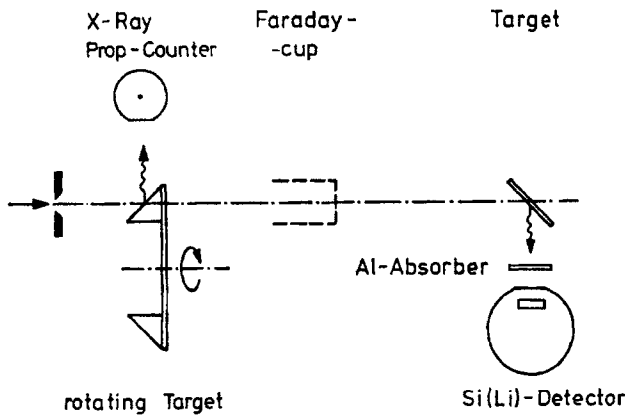 X-Ray
Prop-Counter
Faraday-
-cup
Target
Al-Absorber
rotating Target
Si(Li)-Detector